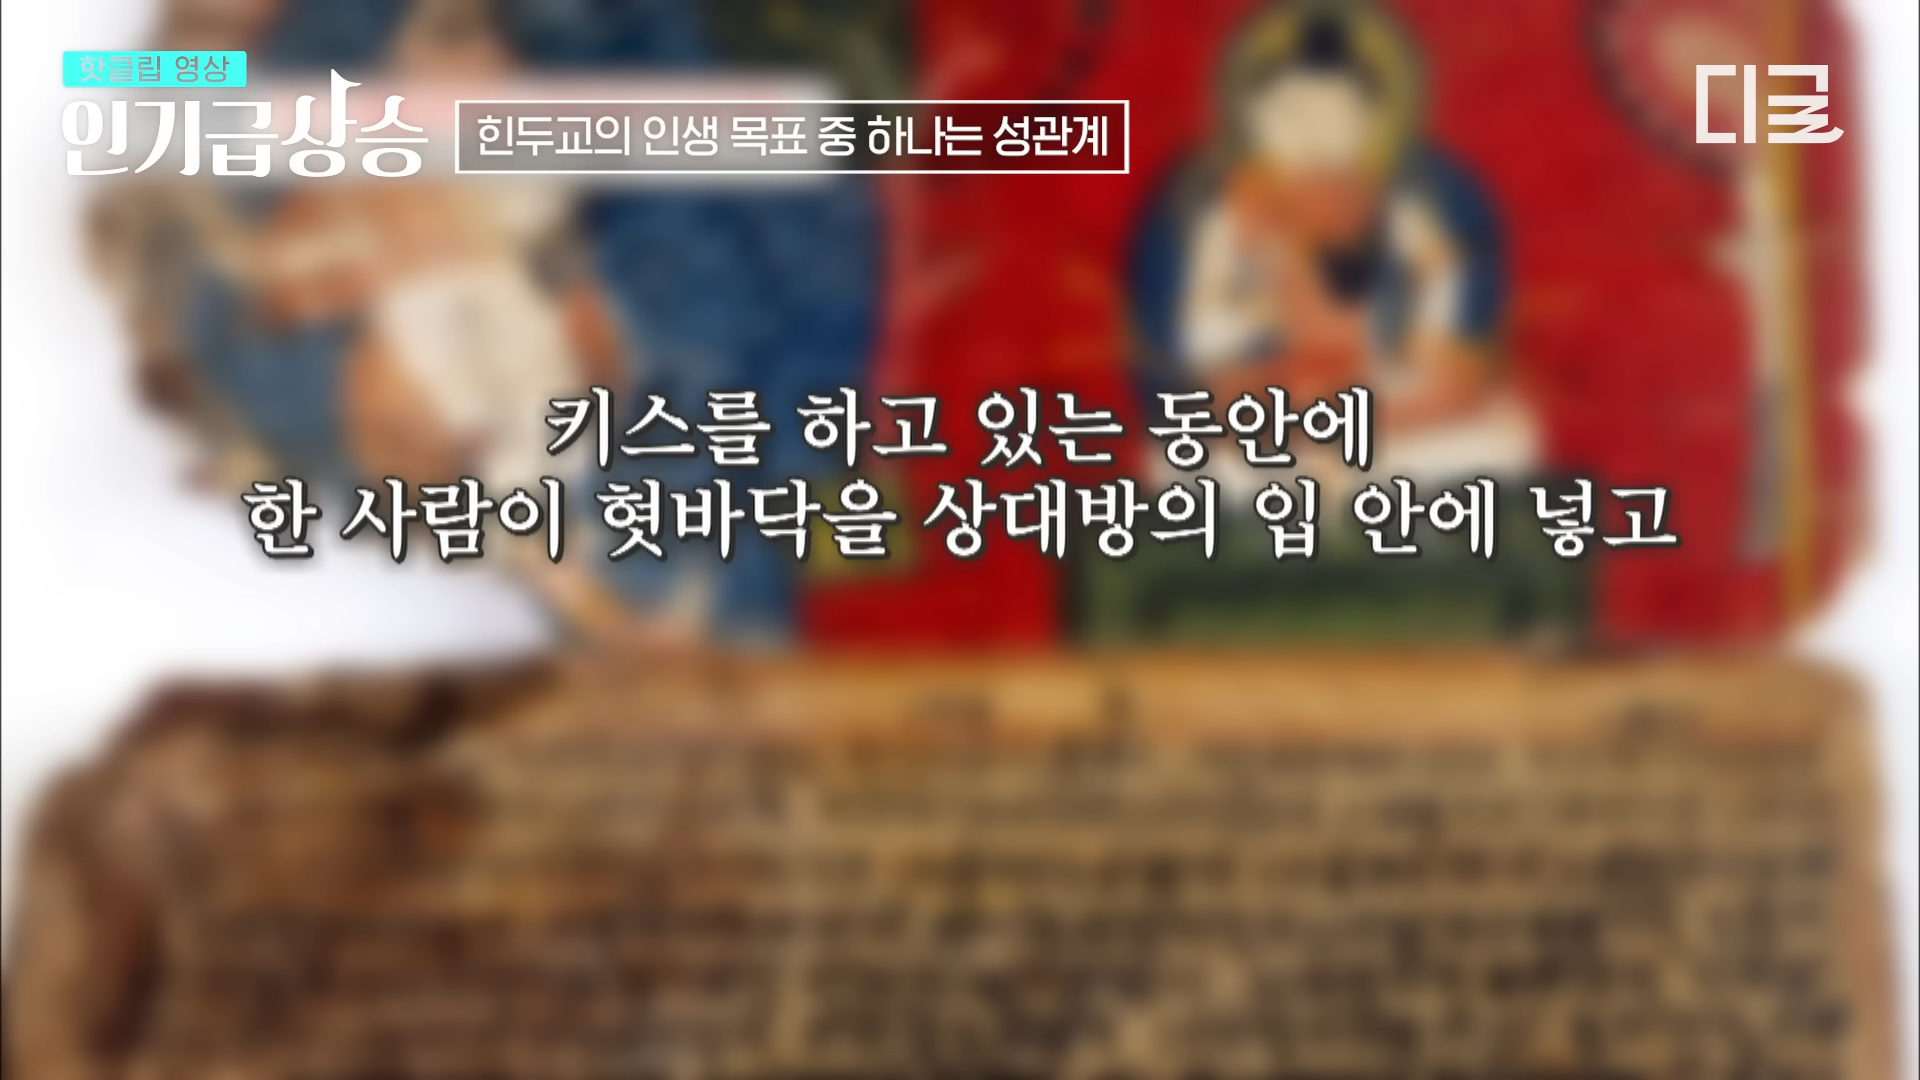 핫클립 영상
인기급상승
힌두교의 인생 목표 중 하나는 성관계
디글
키스를 하고 있는 동안에
한 사람이 혓바닥을 상대방의 입 안에 넣고